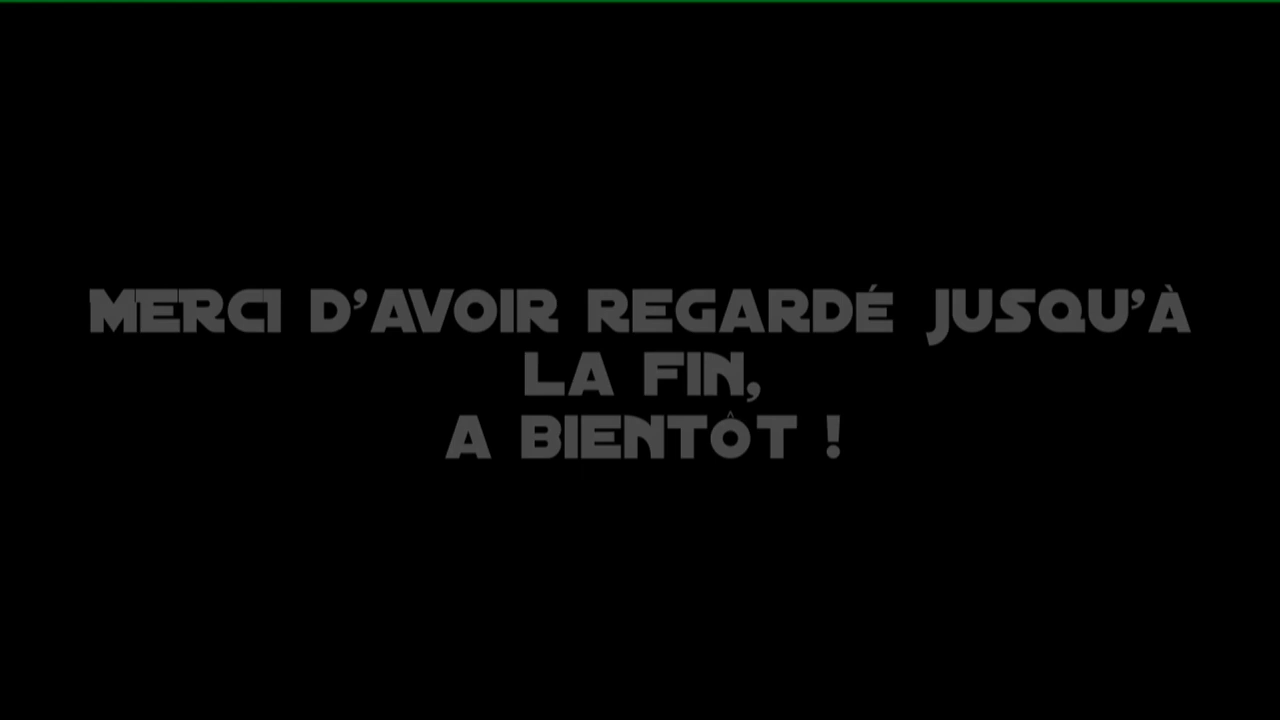 MERCI D'AVOIR REGARDÉ JUSQU'À
LA FIN,
A BIENTÔT !